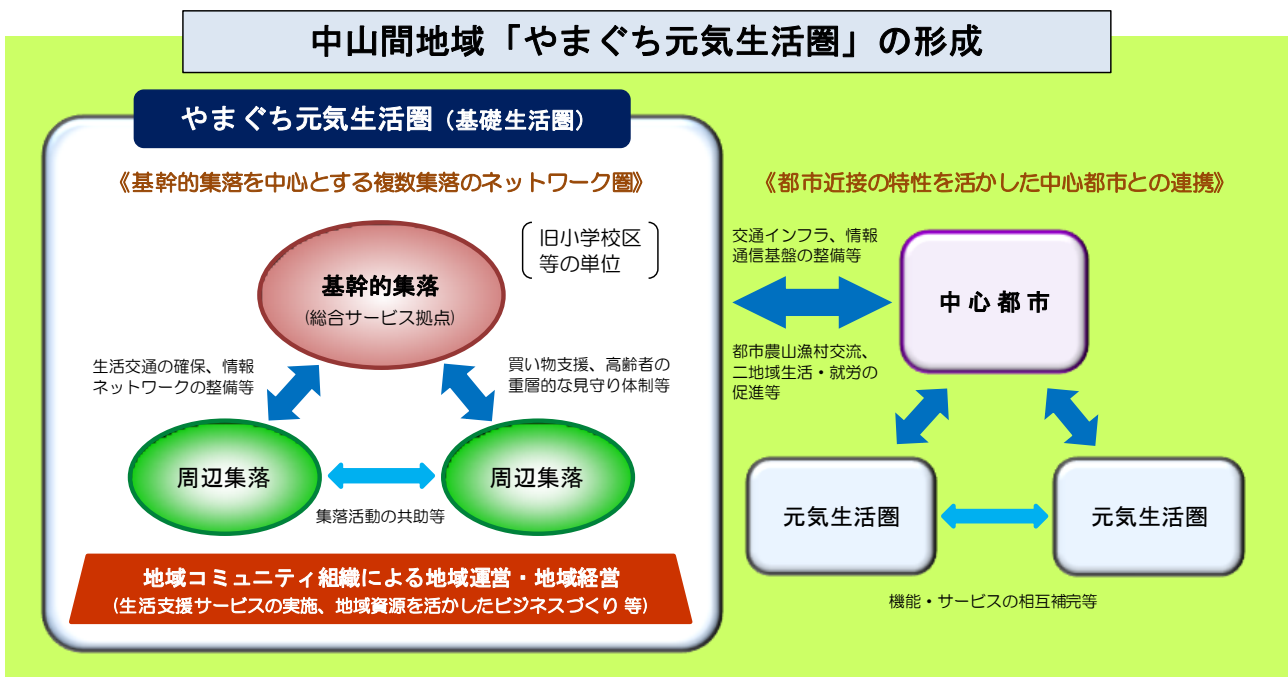 中山間地域「やまぐち元気生活圏」の形成
やまぐち元気生活圏（基礎生活圏）
《基幹的集落を中心とする複数集落のネットワーク圏》
旧小学校区
等の単位
基幹的集落
(総合サービス拠点)
生活交通の確保、情報
ネットワークの整備等
買い物支援、高齢者の
重層的な見守り体制等
周辺集落
周辺集落
集落活動の共助等
地域コミュニティ組織による地域運営・地域経営
(生活支援サービスの実施、地域資源を活かしたビジネスづくり 等)
《都市近接の特性を活かした中心都市との連携》
交通インフラ、情報
通信基盤の整備等
中心都市
都市農山漁村交流、
二地域生活・就労の
促進等
元気生活圏
元気生活圏
機能・サービスの相互補完等